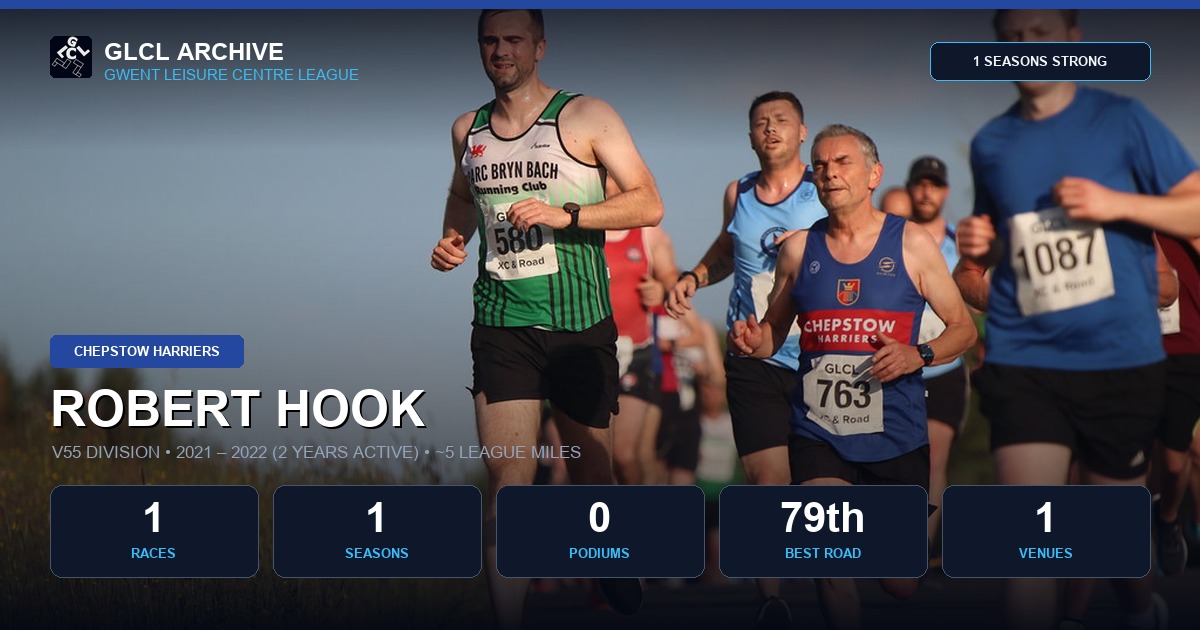 GLCL ARCHIVE
GWENT LEISURE CENTRE LEAGUE
1 SEASONS STRONG
ARC BRYN BACH
Running Club
580
XC & Road
1087
XC & Road
CHEPSTOW
HARRIERS
GLCL
763
& Road
CHEPSTOW HARRIERS
ROBERT HOOK
V55 DIVISION • 2021 – 2022 (2 YEARS ACTIVE) • ~5 LEAGUE MILES
1
RACES
1
SEASONS
0
PODIUMS
79th
BEST ROAD
1
VENUES